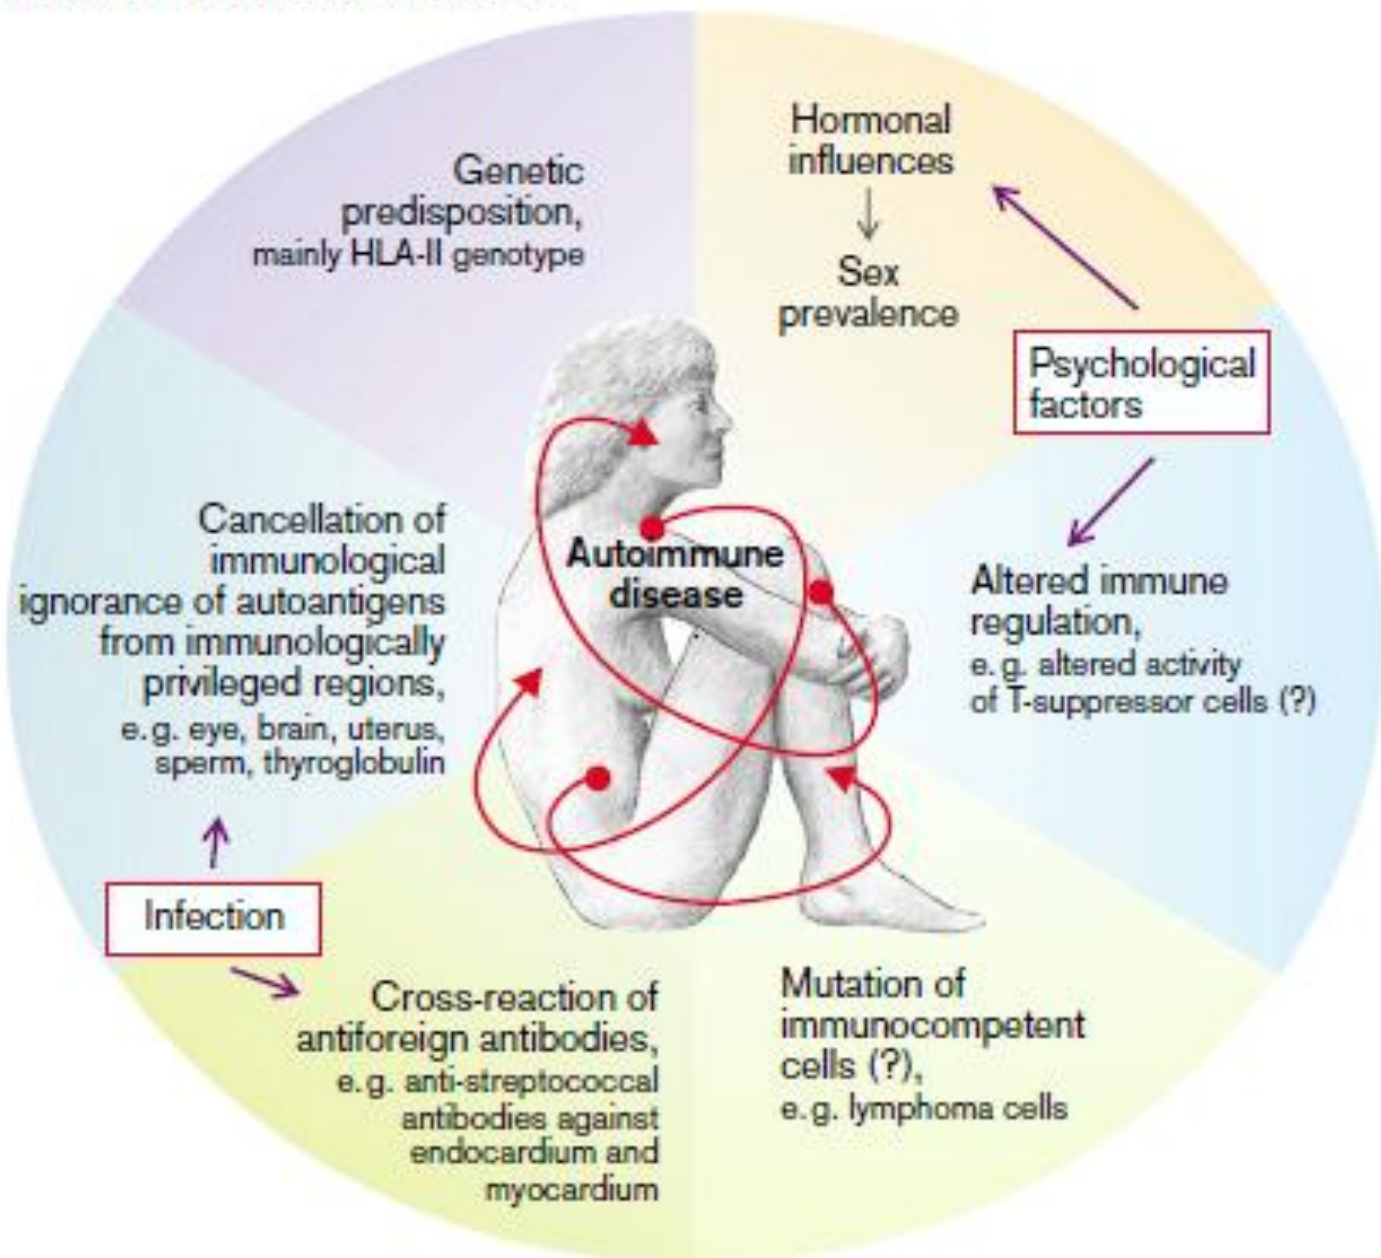 Genetic
predisposition,
mainly HLA-II genotype
Hormonal
influences
Sex
prevalence
Psychological
factors
Cancellation of
immunological
ignorance of autoantigens
from immunologically
privileged regions,
e.g. eye, brain, uterus,
sperm, thyroglobulin
Autoimmune
disease
Altered immune
regulation,
e.g. altered activity
of T-suppressor cells (?)
Infection
Cross-reaction of
antiforeign antibodies,
e.g. anti-streptococcal
antibodies against
endocardium and
myocardium
Mutation of
immunocompetent
cells (?),
e.g. lymphoma cells